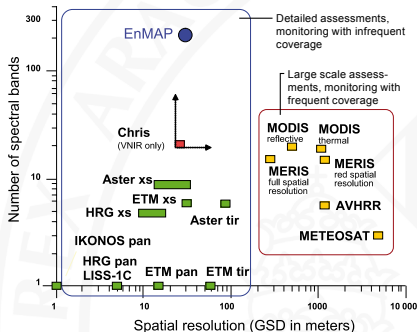 Detailed assessments,
monitoring with infrequent
coverage
EnMAP
Large scale assess-
ments, monitoring with
frequent coverage
Number of spectral bands
300
100
10
1
Chris
(VNIR only)
MODIS
reflective
MODIS
thermal
MERIS
full spatial
resolution
MERIS
red spatial
resolution
Aster xs
ETM xs
HRG xs
Aster tir
AVHRR
METEOSAT
IKONOS pan
HRG pan
LISS-1C
ETM pan
ETM tir
1
10
100
1000
10 000
Spatial resolution (GSD in meters)